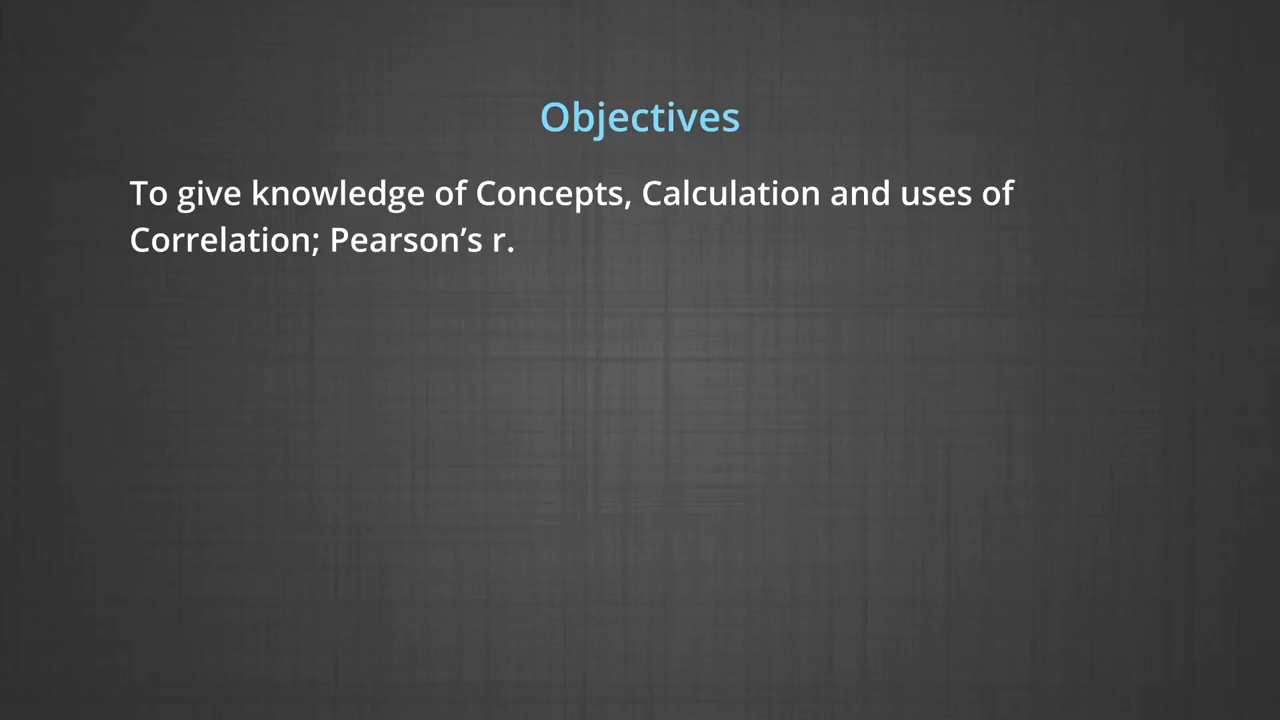 Objectives
To give knowledge of Concepts, Calculation and uses of
Correlation; Pearson’s r.